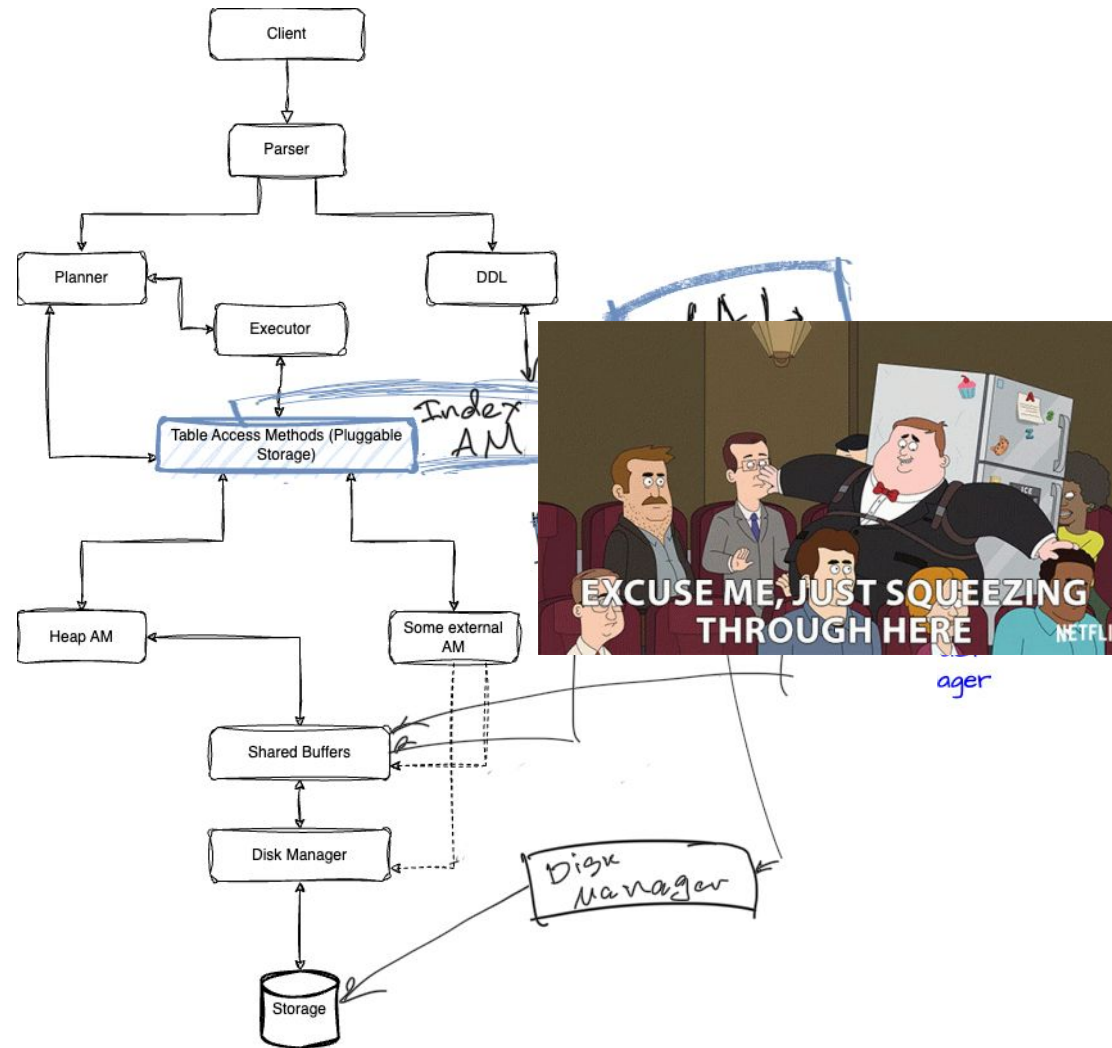 Client
Parser
Planner
DDL
Executor
Index
AM
Table Access Methods (Pluggable
Storage)
EXCUSE ME, JUST SQUEEZING
THROUGH HERE
NETFLI
Heap AM
Some external
AM
ager
Shared Buffers
Disk Manager
Disk
Manager
Storage